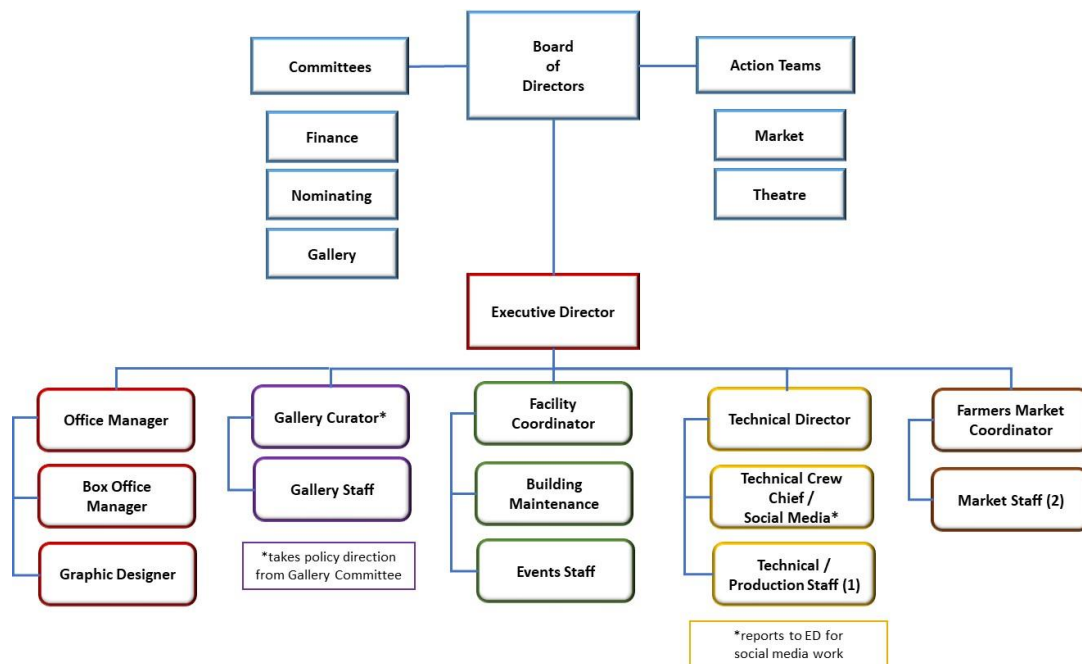 Board
of
Directors
Committees
Action Teams
Finance
Nominating
Gallery
Market
Theatre
Executive Director
Office Manager
Box Office
Manager
Graphic Designer
Gallery Curator*
Gallery Staff
*takes policy direction
from Gallery Committee
Facility
Coordinator
Building
Maintenance
Events Staff
Technical Director
Technical Crew
Chief /
Social Media*
Technical /
Production Staff (1)
*reports to ED for
social media work
Farmers Market
Coordinator
Market Staff (2)